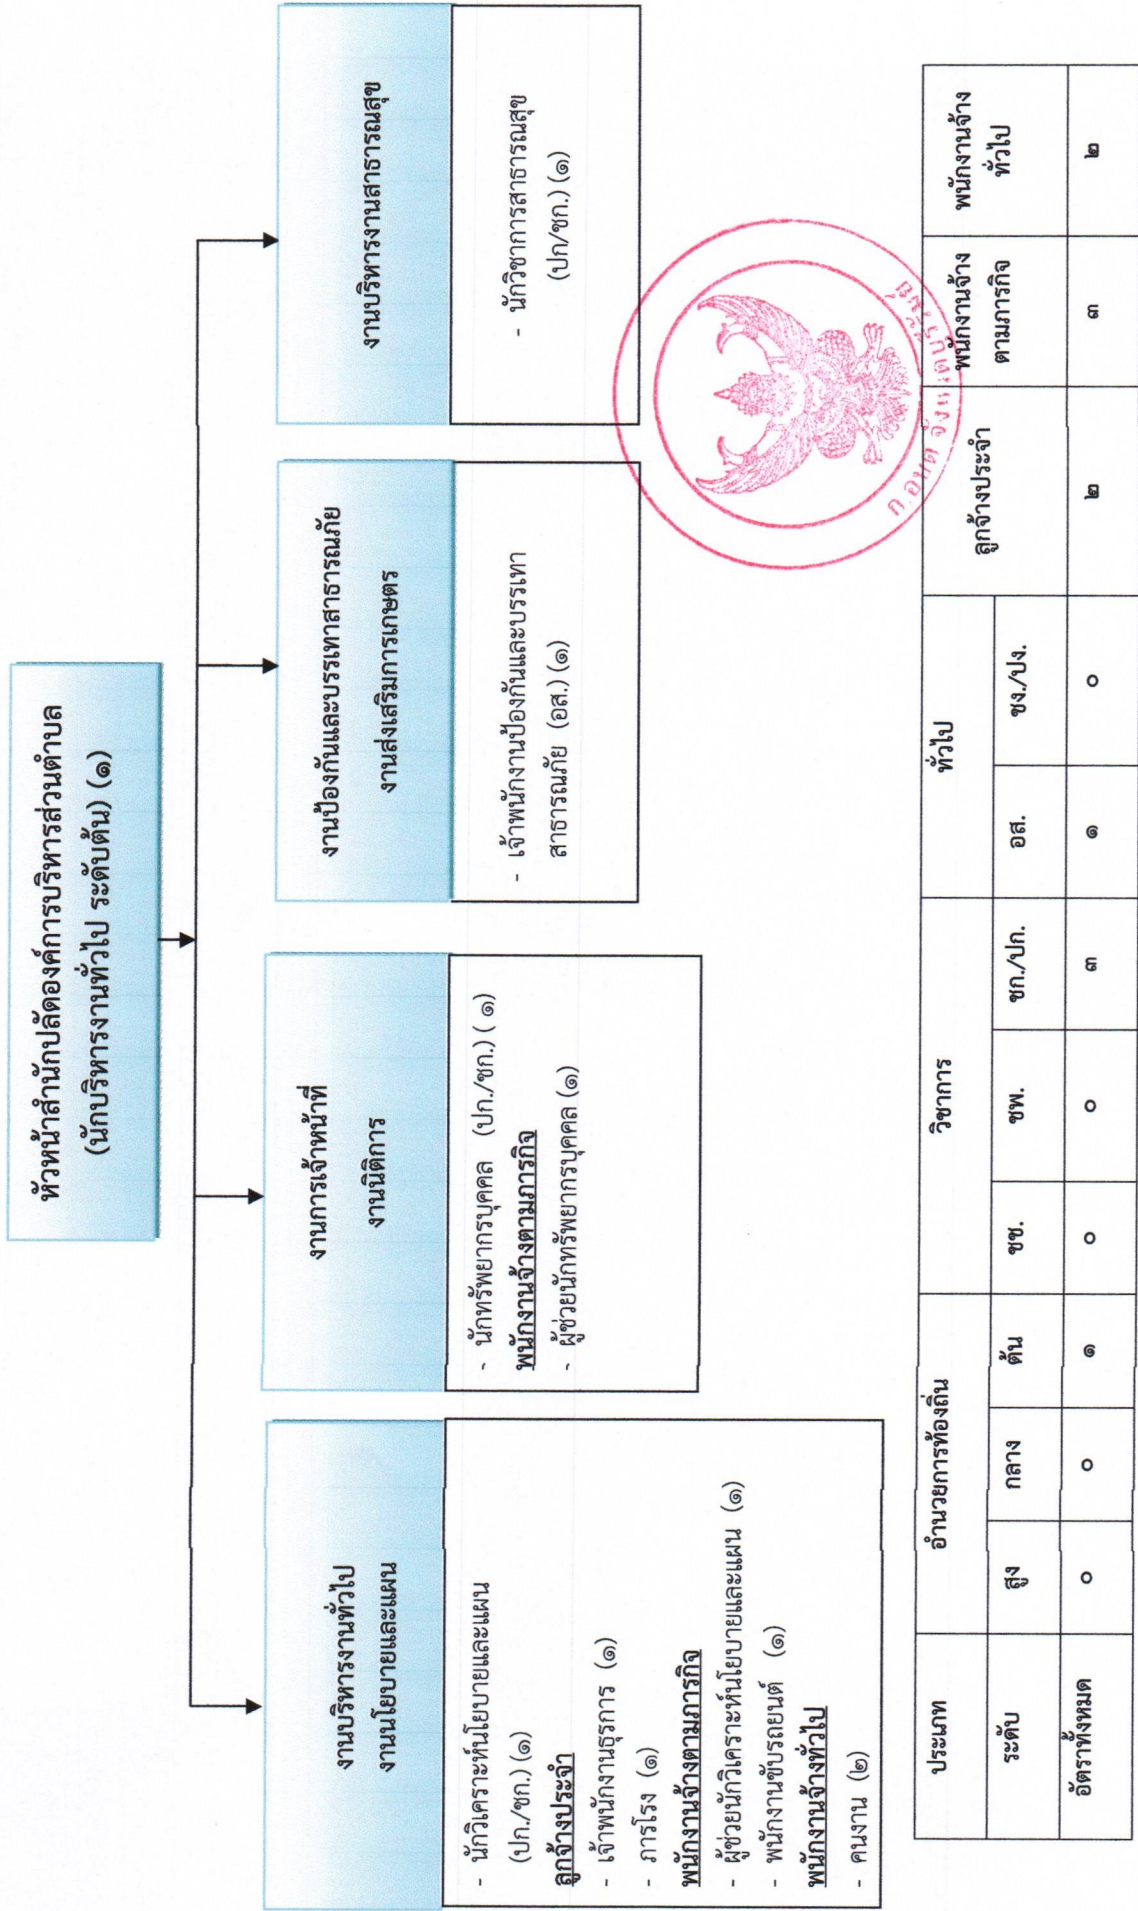 หัวหน้าสำนักปลัดองค์การบริหารส่วนตำบล
(นักบริหารงานทั่วไป ระดับต้น) (๑)
งานบริหารงานทั่วไป
งานนโยบายและแผน
- นักวิเคราะห์นโยบายและแผน
(ปก./ชก.) (๑)
ลูกจ้างประจำ
- เจ้าพนักงานธุรการ (๑)
- ภารโรง (๑)
พนักงานจ้างตามภารกิจ
- ผู้ช่วยนักวิเคราะห์นโยบายและแผน (๑)
- พนักงานขับรถยนต์ (๑)
พนักงานจ้างทั่วไป
- คนงาน (๒)
งานการเจ้าหน้าที่
งานนิติการ
- นักทรัพยากรบุคคล (ปก./ชก.) ( ๑)
พนักงานจ้างตามภารกิจ
- ผู้ช่วยนักทรัพยากรบุคคล (๑)
งานป้องกันและบรรเทาสาธารณภัย
งานส่งเสริมการเกษตร
- เจ้าพนักงานป้องกันและบรรเทา
สาธารณภัย (อส.) (๑)
งานบริหารงานสาธารณสุข
- นักวิชาการสาธารณสุข
(ปก/ชก.) (๑)
ก.อบต จังหวัดบุรีรัมย์
ประเภท อำนวยการท้องถิ่น วิชาการ ทั่วไป ลูกจ้างประจำ พนักงานจ้างตามภารกิจ พนักงานจ้างทั่วไป
ระดับ สูง กลาง ต้น ชช. ชพ. ชก./ปก. อส. ชง./ปง.
อัตราทั้งหมด ๐ ๐ ๑ ๐ ๐ ๓ ๑ ๐ ๒ ๓ ๒